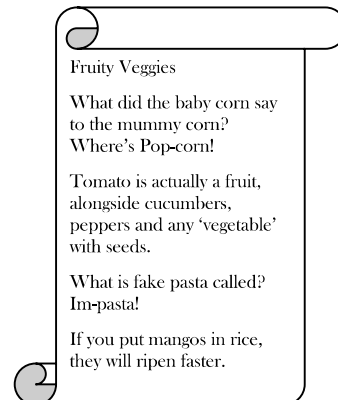 Fruity Veggies
What did the baby corn say
to the mummy corn?
Where's Pop-corn!
Tomato is actually a fruit,
alongside cucumbers,
peppers and any ‘vegetable’
with seeds.
What is fake pasta called?
Im-pasta!
If you put mangos in rice,
they will ripen faster.